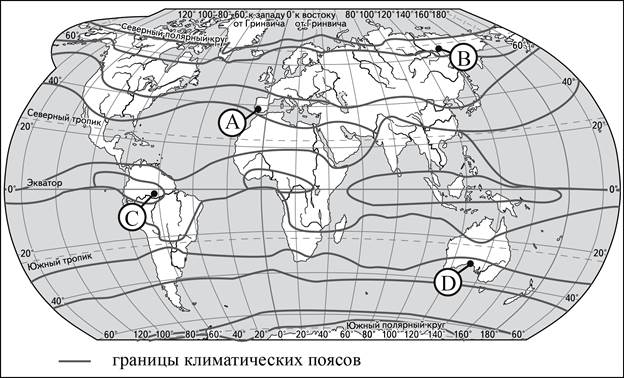 120° 100° 80° 60° к западу 0° к востоку 80° 100° 120° 140° 160° 180°
от Гринвича от Гринвича
Северный полярный круг
60° 60°
40° 40°
Северный тропик
20° 20°
Экватор 0° 0°
20° 20°
Южный тропик
40° 40°
60° 120° 100° 80° 60° 40° 20° 0° 20° 40° 60° 80° 100° 120° 140° 160° 180° 60°
Южный полярный круг
A
B
C
D
границы климатических поясов